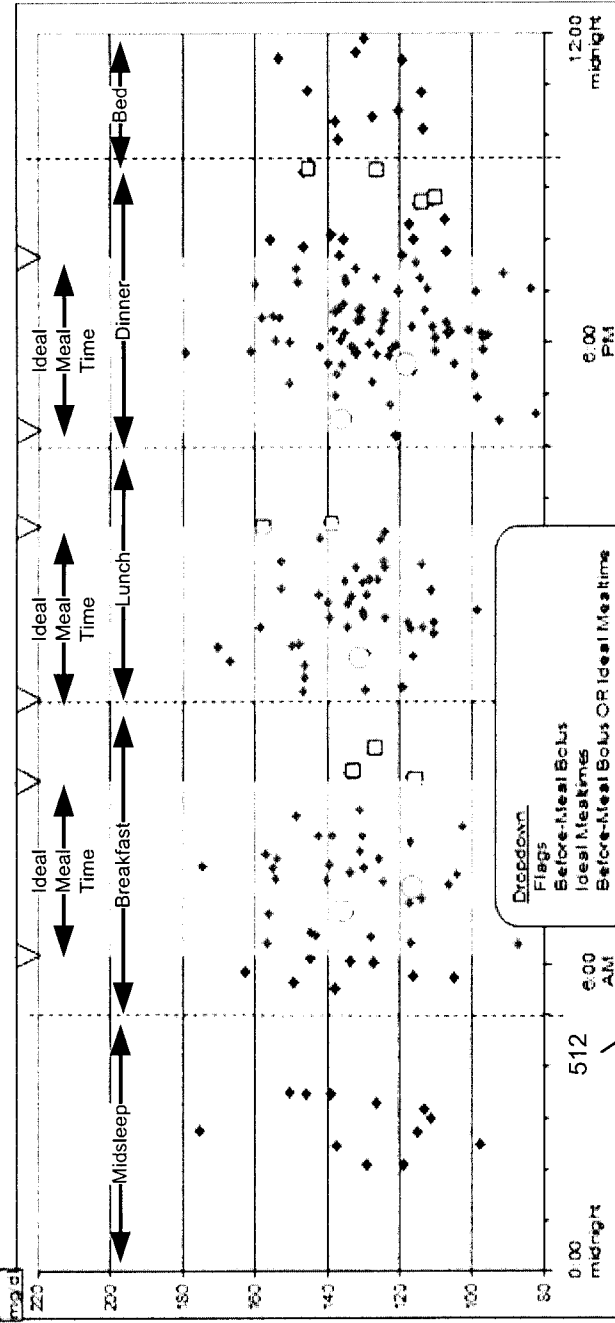 mg/dl
220
200
180
160
140
120
100
80
Ideal
Meal
Time
Ideal
Meal
Time
Ideal
Meal
Time
Midsleep
Breakfast
Lunch
Dinner
Bed
0:00
midnight
512
6:00
AM
6:00
PM
12:00
midnight
Dropdown
Flags
Before-Meal Bolus
Ideal Mealtimes
Before-Meal Bolus OR Ideal Mealtime